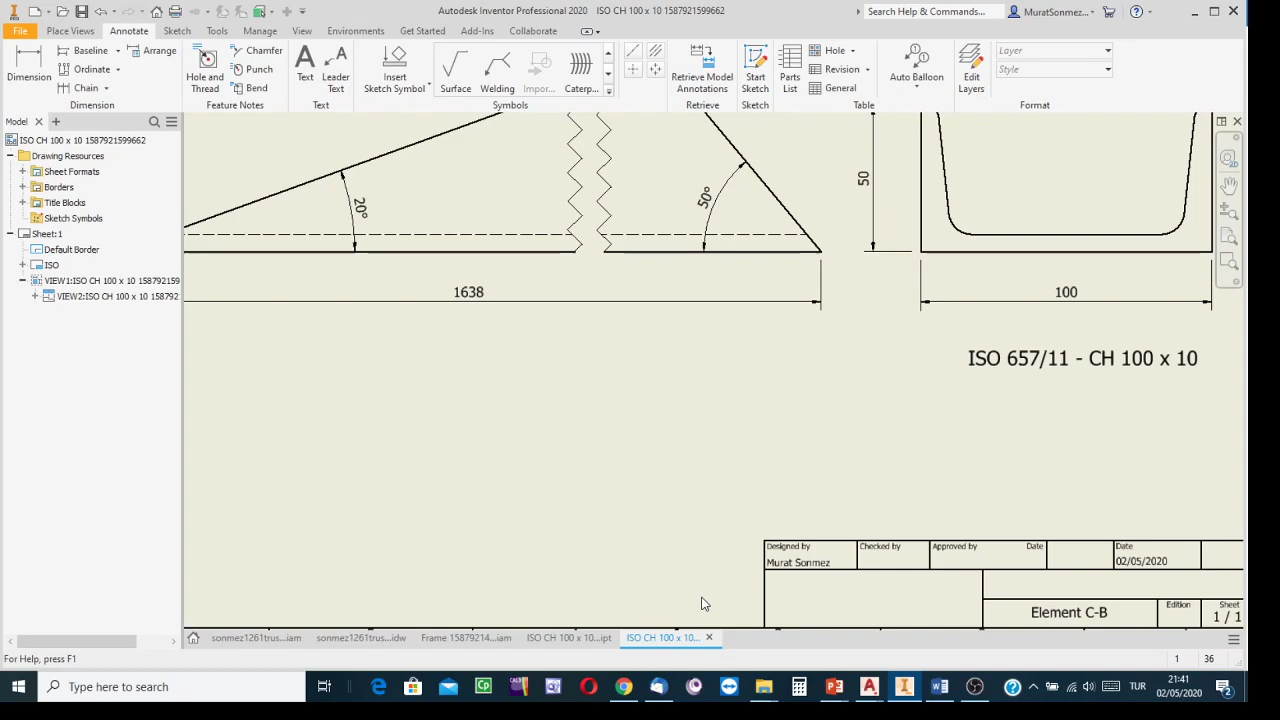 Autodesk Inventor Professional 2020 ISO CH 100 x 10 1587921599662
Search Help & Commands...
MuratSonmez...
File Place Views Annotate Sketch Tools Manage View Environments Get Started Add-Ins Collaborate
Dimension
Baseline
Ordinate
Chain
Arrange
Dimension
Hole and
Thread
Chamfer
Punch
Bend
Feature Notes
Text
Leader
Text
Text
Insert
Sketch Symbol
Surface
Welding
Impor...
Caterp...
Symbols
Retrieve Model
Annotations
Retrieve
Start
Sketch
Sketch
Parts
List
Hole
Revision
General
Table
Auto Balloon
Edit
Layers
Layer
Style
Format
Model
ISO CH 100 x 10 1587921599662
Drawing Resources
Sheet Formats
Borders
Title Blocks
Sketch Symbols
Sheet:1
Default Border
ISO
VIEW1:ISO CH 100 x 10 158792159
VIEW2:ISO CH 100 x 10 158792
20°
50°
50
1638
100
ISO 657/11 - CH 100 x 10
Designed by
Murat Sonmez
Checked by
Approved by
Date
Date
02/05/2020
Element C-B
Edition
Sheet
1 / 1
sonmez1261trus...iam
sonmez1261trus...idw
Frame 15879214...iam
ISO CH 100 x 10...ipt
ISO CH 100 x 10...
For Help, press F1
1 36
Type here to search
TUR
21:41
02/05/2020
2